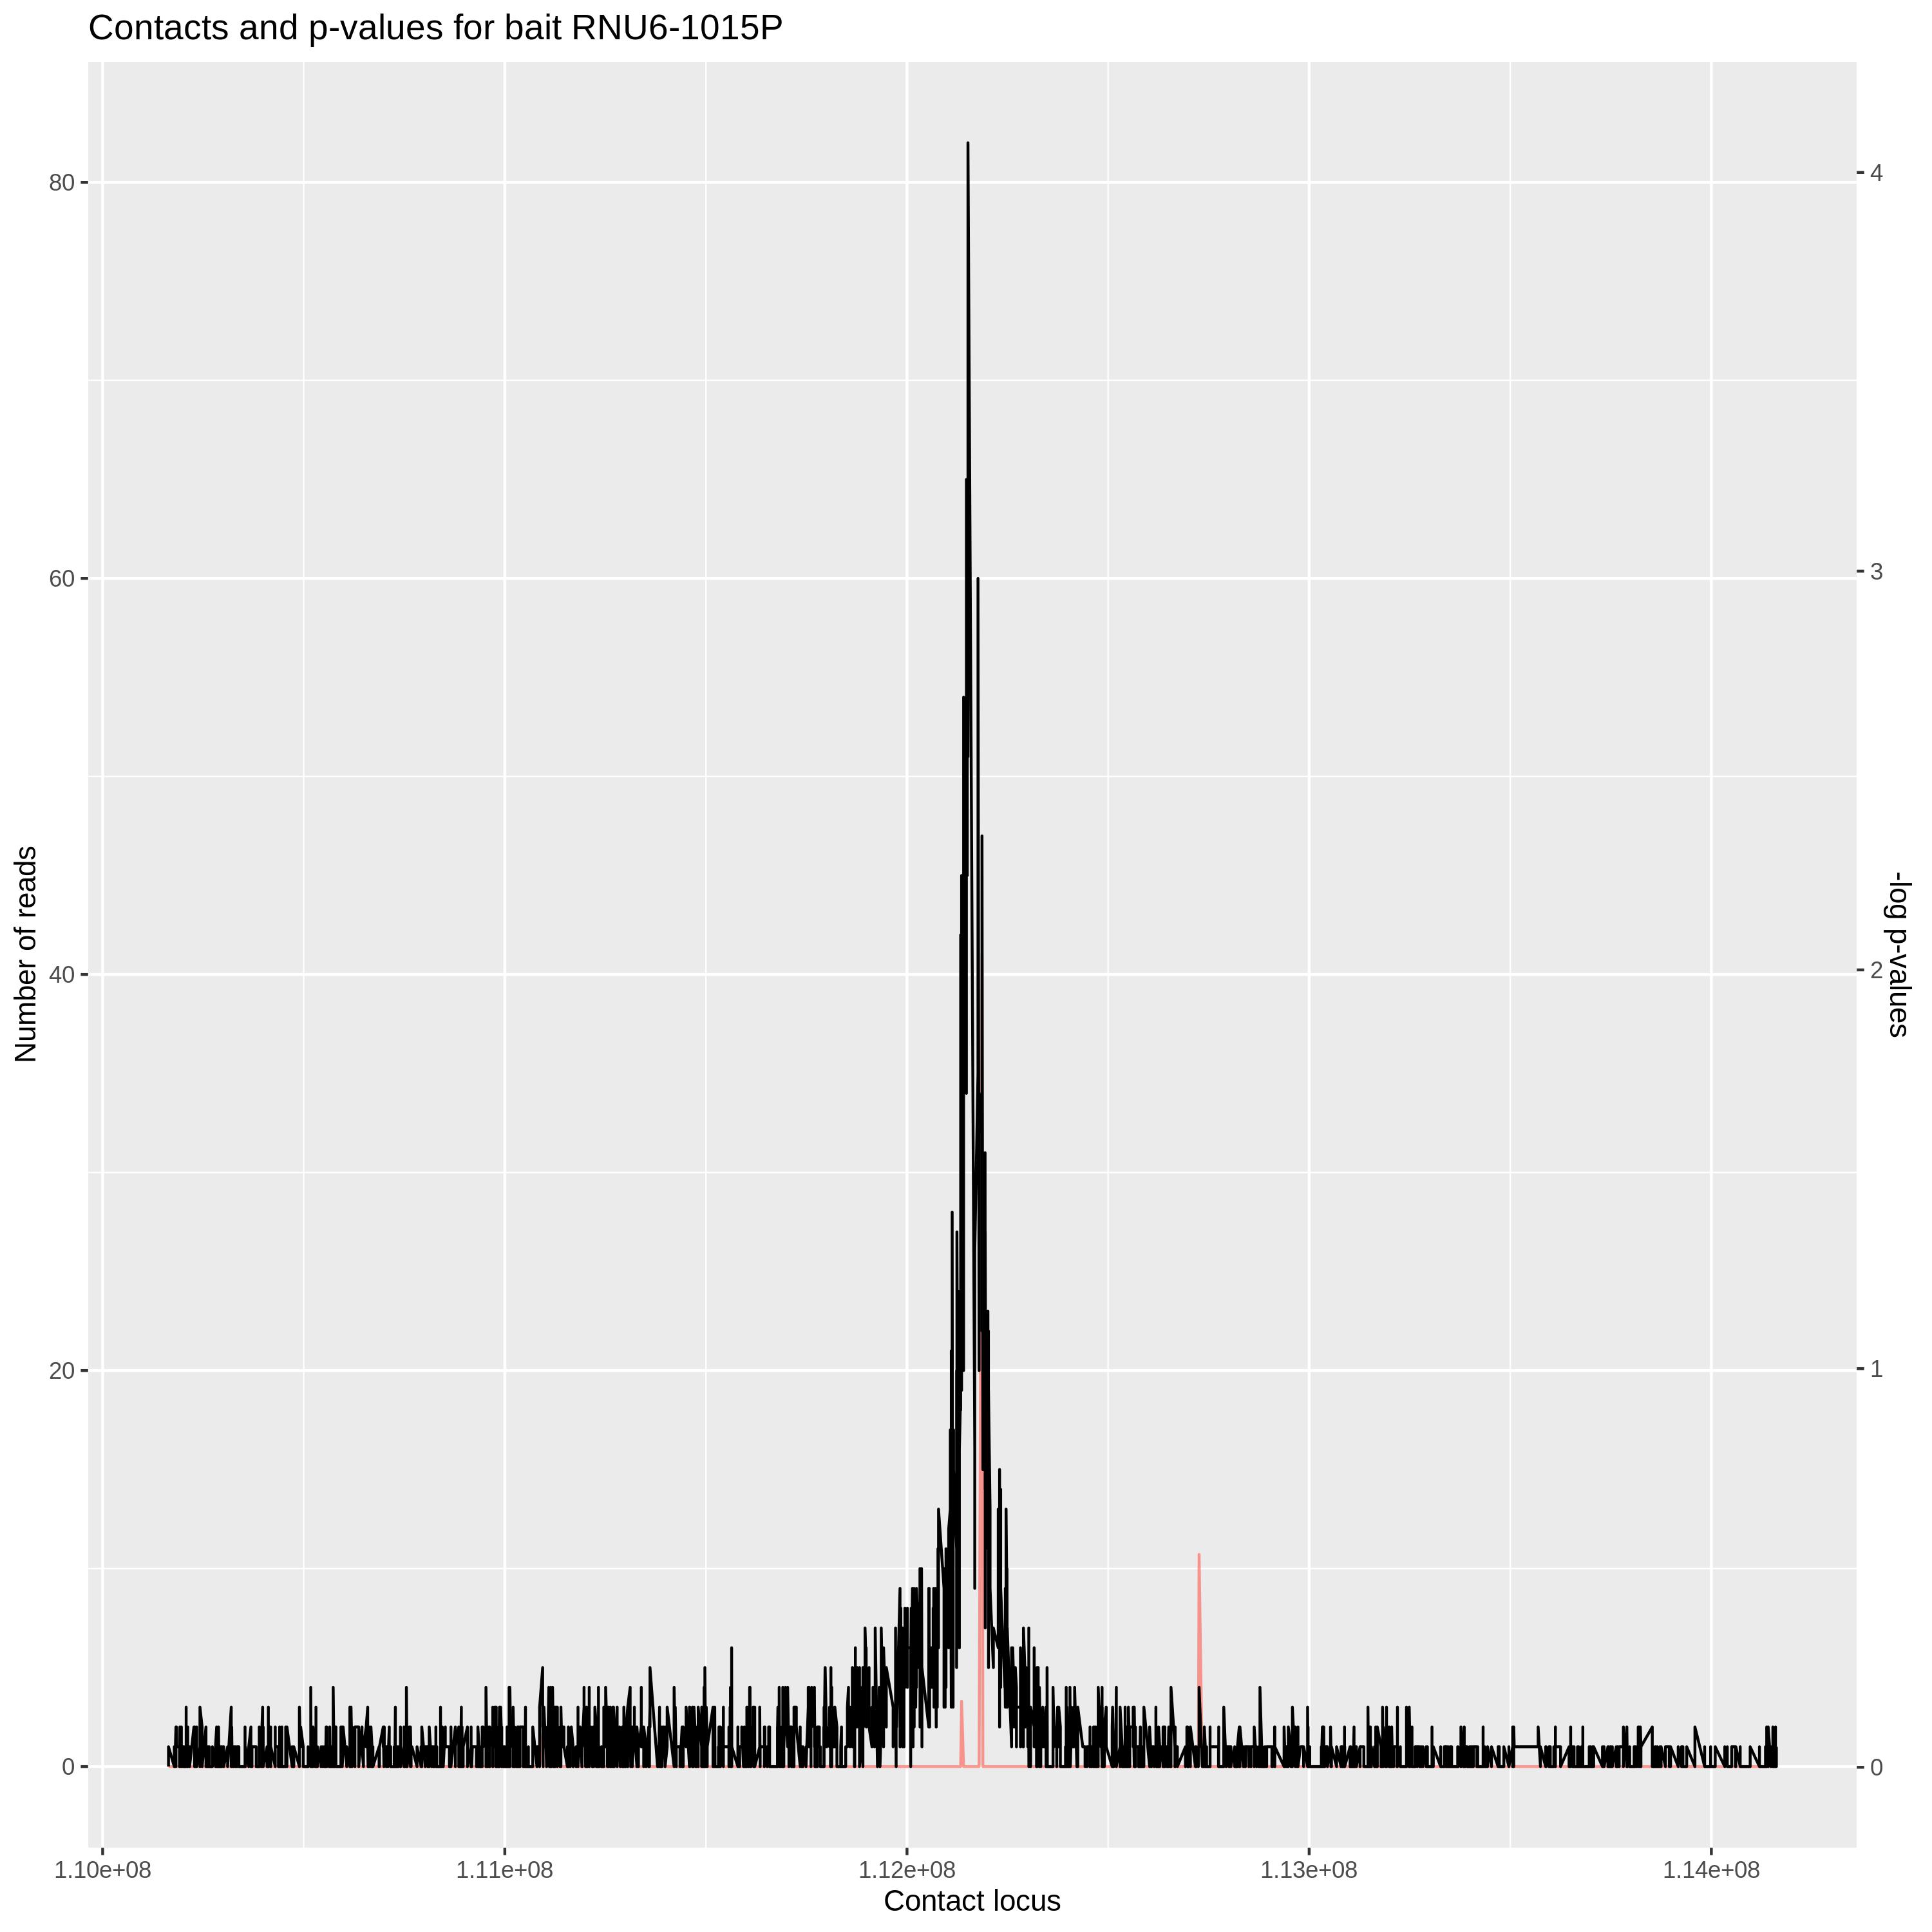 Contacts and p-values for bait RNU6-1015P
80
60
40
20
0
4
3
2
1
0
Number of reads
-log p-values
1.10e+08 1.11e+08 1.12e+08 1.13e+08 1.14e+08
Contact locus